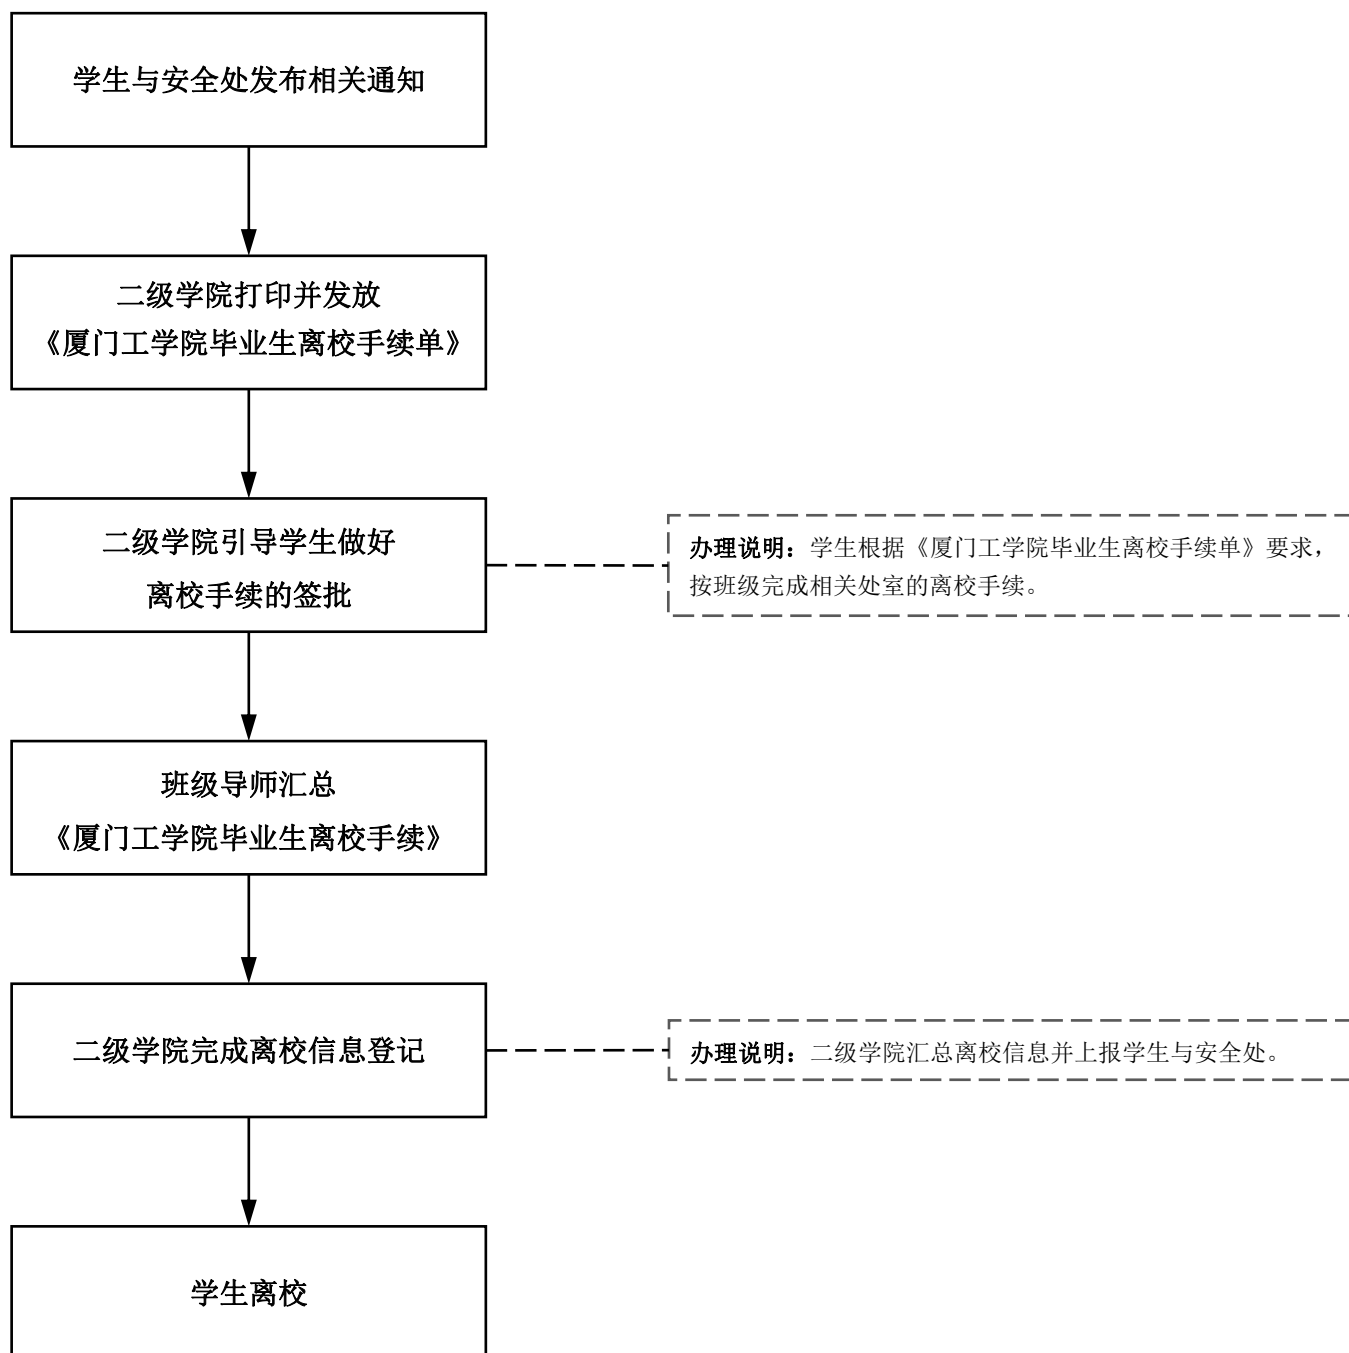 学生与安全处发布相关通知
二级学院打印并发放
《厦门工学院毕业生离校手续单》
二级学院引导学生做好
离校手续的签批
办理说明：学生根据《厦门工学院毕业生离校手续单》要求，
按班级完成相关处室的离校手续。
班级导师汇总
《厦门工学院毕业生离校手续》
二级学院完成离校信息登记
办理说明：二级学院汇总离校信息并上报学生与安全处。
学生离校